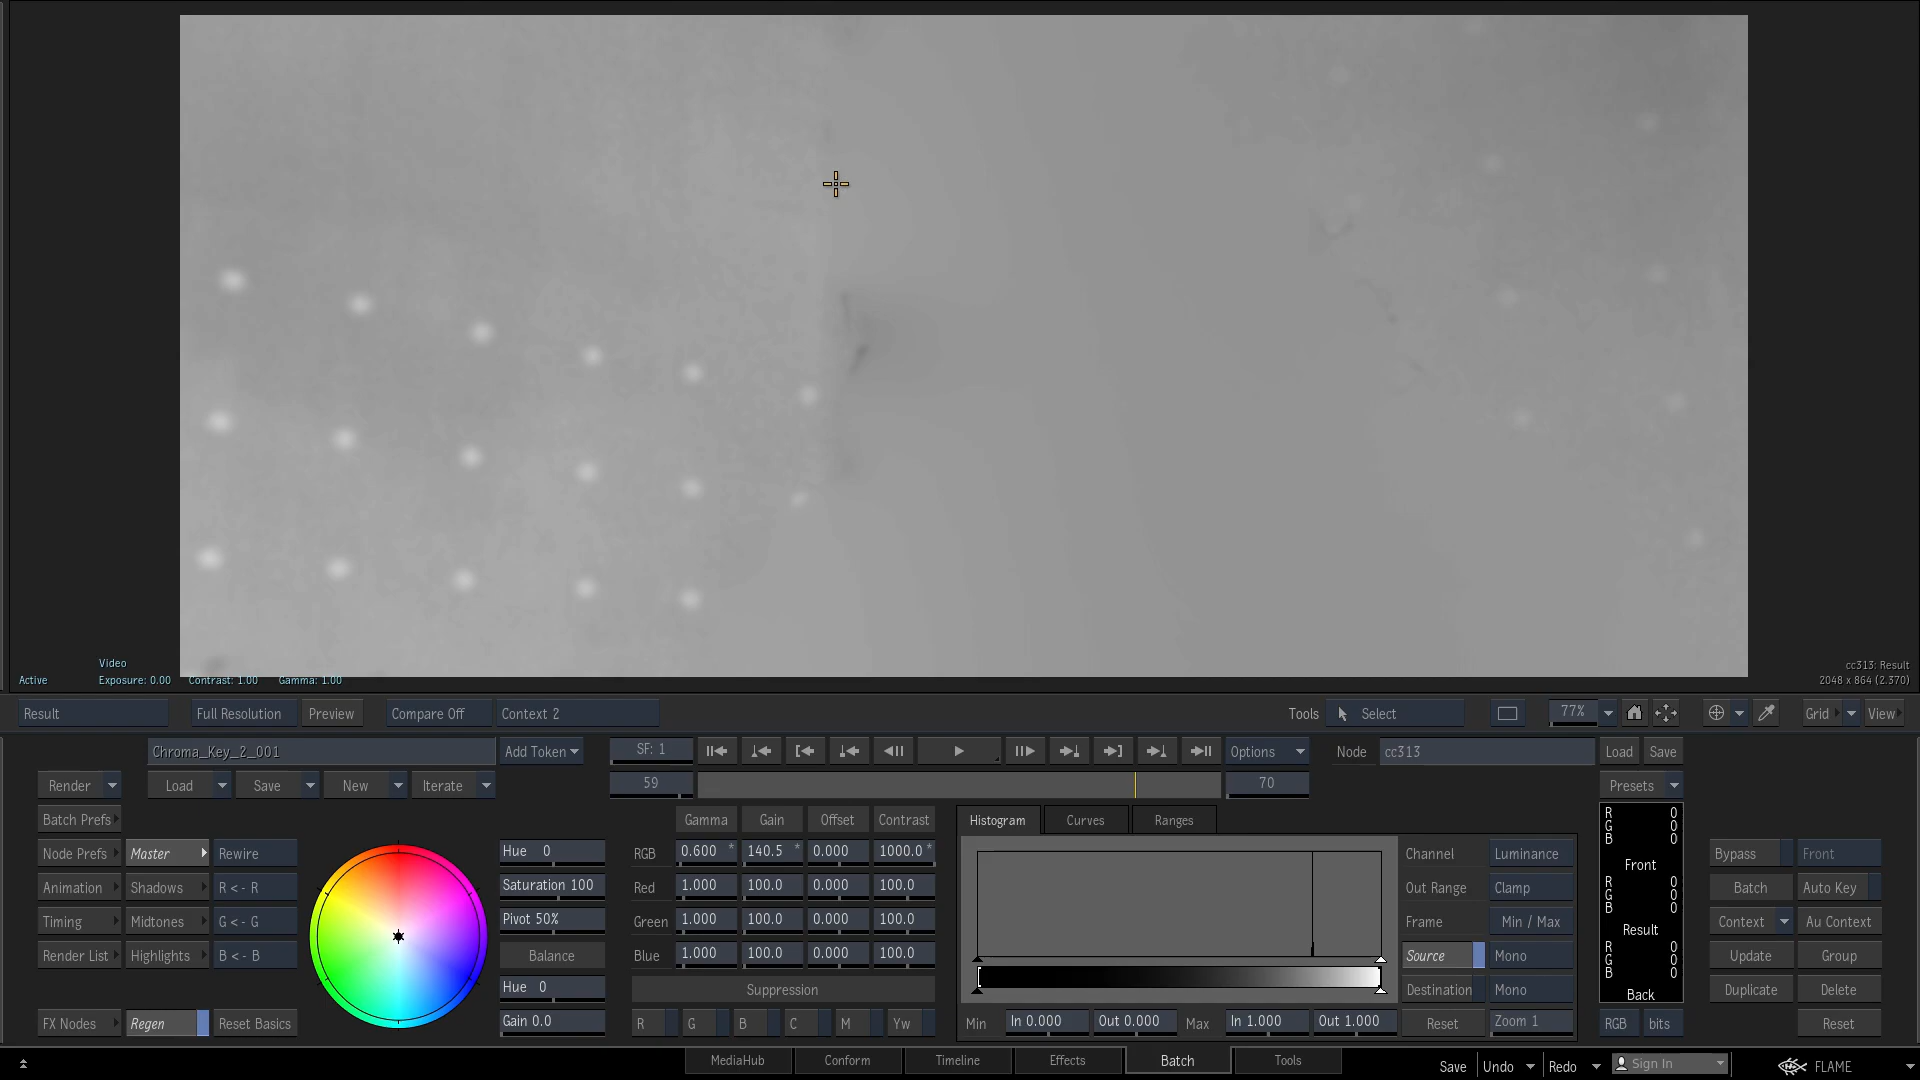 Video
Active Exposure: 0.00 Contrast: 1.00 Gamma: 1.00
cc313: Result
2048 x 864 (2.370)
Result Full Resolution Preview Compare Off Context 2 Tools Select 77% Grid View
Chroma_Key_2_001 Add Token SF: 1 Options Node cc313 Load Save
Render Load Save New Iterate 59 70 Presets
Batch Prefs Gamma Gain Offset Contrast Histogram Curves Ranges R 0
G 0
B 0
Node Prefs Master Rewire Hue 0 RGB 0.600 * 140.5 * 0.000 1000.0 * Channel Luminance Front Bypass Front
Animation Shadows R < - R Saturation 100 Red 1.000 100.0 0.000 100.0 Out Range Clamp R 0
G 0
B 0
Batch Auto Key
Timing Midtones G < - G Pivot 50% Green 1.000 100.0 0.000 100.0 Frame Min / Max Result Context Au Context
Render List Highlights B < - B Balance Blue 1.000 100.0 0.000 100.0 Source Mono R 0
G 0
B 0
Update Group
Hue 0 Suppression Destination Mono Back Duplicate Delete
FX Nodes Regen Reset Basics Gain 0.0 R G B C M Yw Min In 0.000 Out 0.000 Max In 1.000 Out 1.000 Reset Zoom 1 RGB bits Reset
MediaHub Conform Timeline Effects Batch Tools Save Undo Redo Sign In FLAME